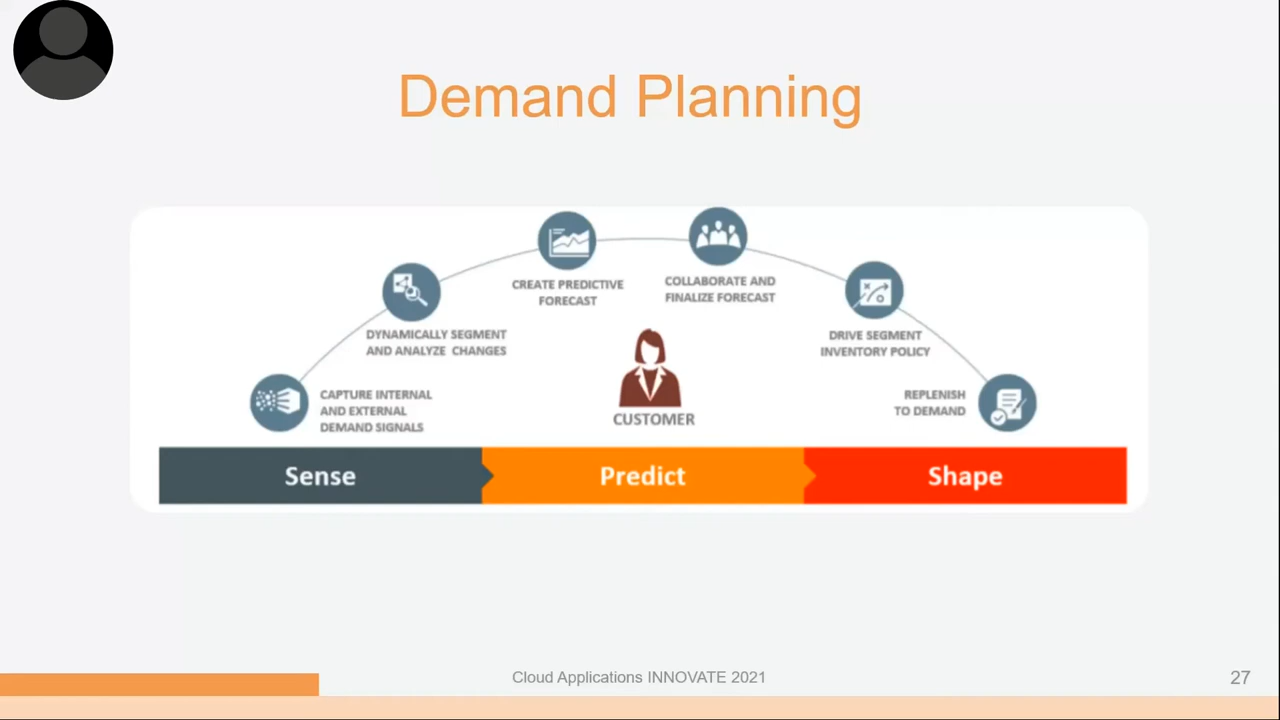 Demand Planning
CREATE PREDICTIVE
FORECAST
COLLABORATE AND
FINALIZE FORECAST
DYNAMICALLY SEGMENT
AND ANALYZE CHANGES
DRIVE SEGMENT
INVENTORY POLICY
CAPTURE INTERNAL
AND EXTERNAL
DEMAND SIGNALS
CUSTOMER
REPLENISH
TO DEMAND
Sense
Predict
Shape
Cloud Applications INNOVATE 2021
27